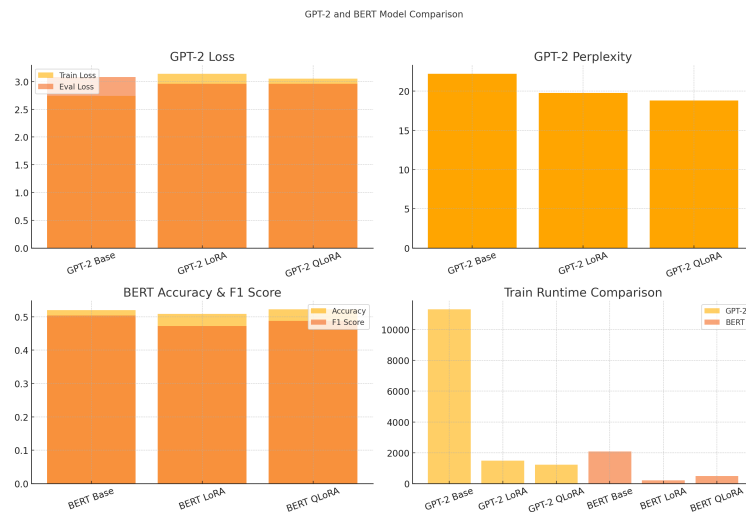 GPT-2 and BERT Model Comparison
GPT-2 Loss
Train Loss
Eval Loss
3.0
2.5
2.0
1.5
1.0
0.5
0.0
GPT-2 Base
GPT-2 LoRA
GPT-2 QLoRA
GPT-2 Perplexity
20
15
10
5
0
GPT-2 Base
GPT-2 LoRA
GPT-2 QLoRA
BERT Accuracy & F1 Score
Accuracy
F1 Score
0.5
0.4
0.3
0.2
0.1
0.0
BERT Base
BERT LoRA
BERT QLoRA
Train Runtime Comparison
GPT-2
BERT
10000
8000
6000
4000
2000
0
GPT-2 Base
GPT-2 LoRA
GPT-2 QLoRA
BERT Base
BERT LoRA
BERT QLoRA